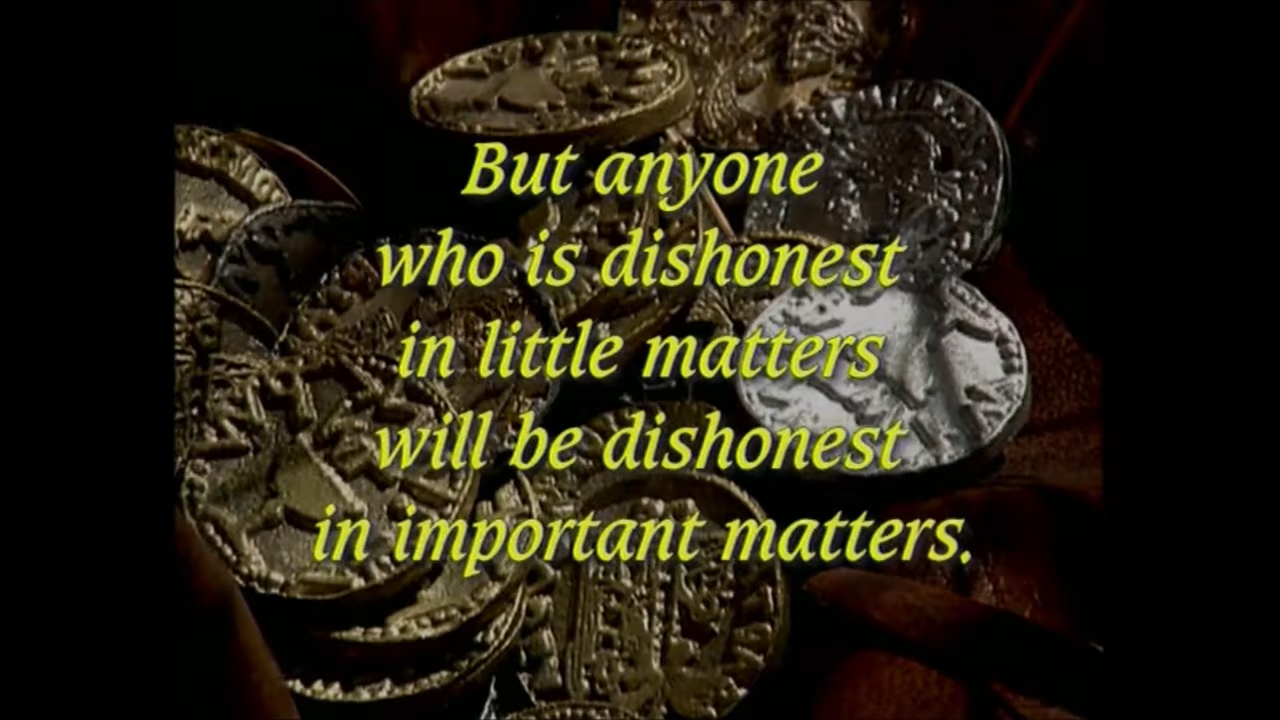 But anyone
who is dishonest
in little matters
will be dishonest
in important matters.